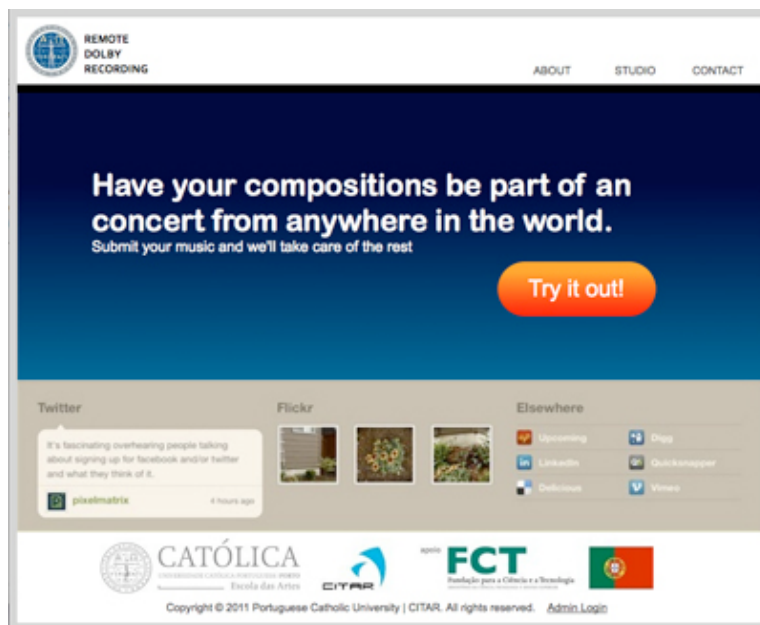 REMOTE
DOLBY
RECORDING
ABOUT STUDIO CONTACT
Have your compositions be part of an
concert from anywhere in the world.
Submit your music and we'll take care of the rest
Try it out!
Twitter
It's fascinating overhearing people talking
about signing up for facebook and/or twitter
and what they think of it.
pixelmatrix 4 hours ago
Flickr
Elsewhere
Upcoming Digg
LinkedIn Quicksnapper
Delicious Vimeo
CATÓLICA
UNIVERSIDADE CATÓLICA PORTUGUESA PORTO
Escola das Artes
CITAR
apoio
FCT
Fundação para a Ciência e a Tecnologia
Copyright © 2011 Portuguese Catholic University | CITAR. All rights reserved. Admin Login